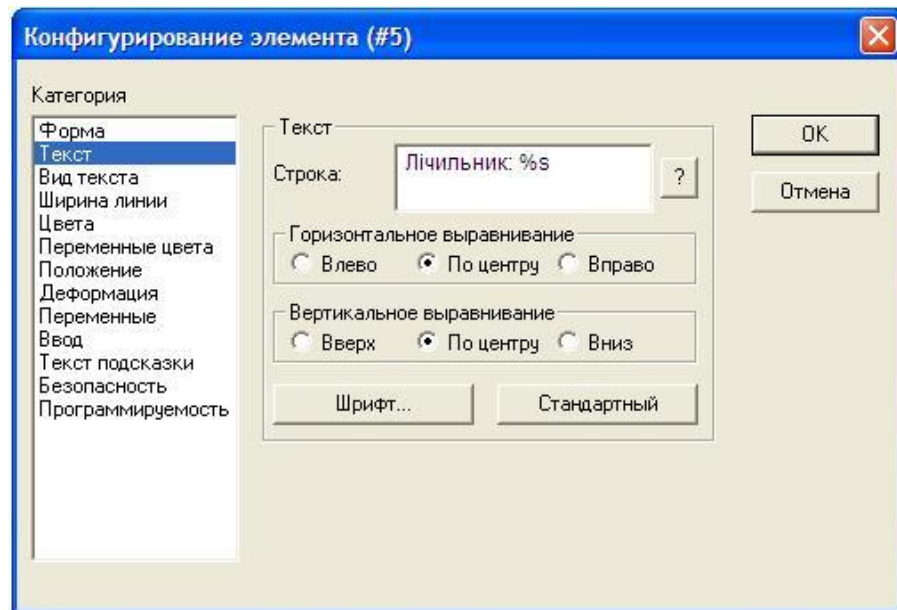 Конфигурирование элемента (#5)
Категория
Форма
Текст
Вид текста
Ширина линии
Цвета
Переменные цвета
Положение
Деформация
Переменные
Ввод
Текст подсказки
Безопасность
Программируемость
Текст
Строка:
Лічильник: %s
?
Горизонтальное выравнивание
Влево По центру Вправо
Вертикальное выравнивание
Вверх По центру Вниз
Шрифт... Стандартный
OK
Отмена